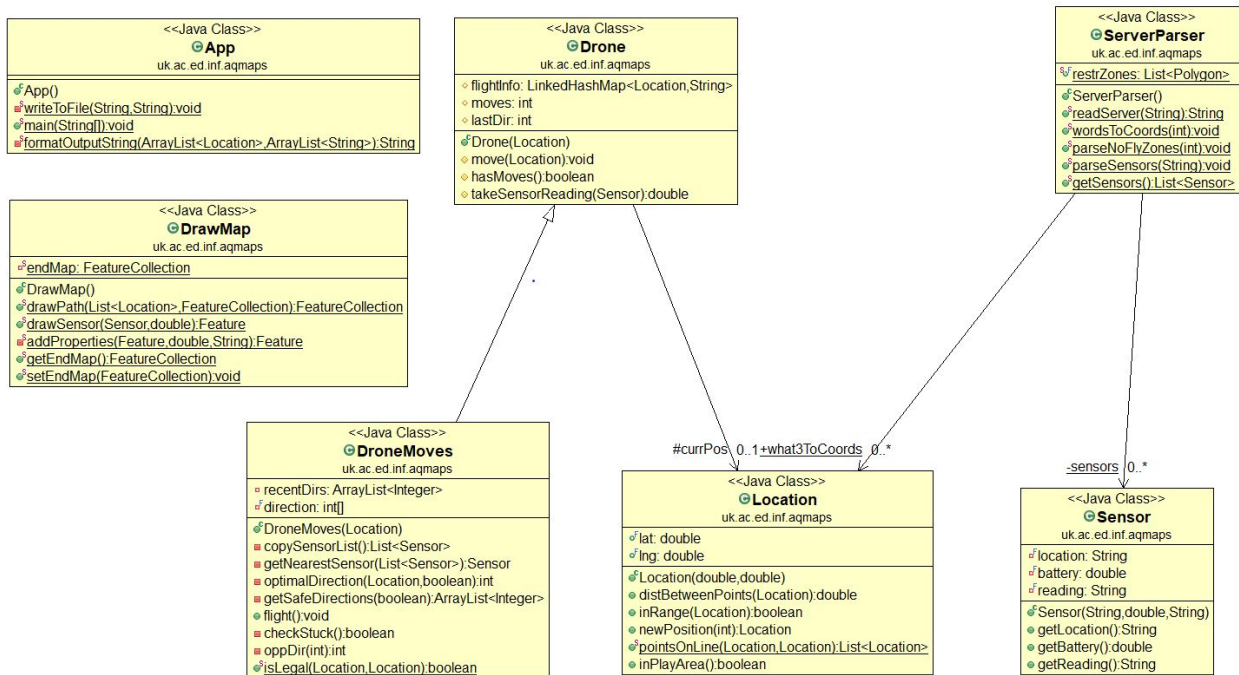 <<Java Class>>
App
uk.ac.ed.inf.aqmaps
App()
writeToFile(String,String):void
main(String[]):void
formatOutputString(ArrayList<Location>,ArrayList<String>):String
<<Java Class>>
Drone
uk.ac.ed.inf.aqmaps
flightInfo: LinkedHashMap<Location,String>
moves: int
lastDir: int
Drone(Location)
move(Location):void
hasMoves():boolean
takeSensorReading(Sensor):double
<<Java Class>>
ServerParser
uk.ac.ed.inf.aqmaps
restrZones: List<Polygon>
ServerParser()
readServer(String):String
wordsToCoords(int):void
parseNoFlyZones(int):void
parseSensors(String):void
getSensors():List<Sensor>
<<Java Class>>
DrawMap
uk.ac.ed.inf.aqmaps
endMap: FeatureCollection
DrawMap()
drawPath(List<Location>,FeatureCollection):FeatureCollection
drawSensor(Sensor,double):Feature
addProperties(Feature,double,String):Feature
getEndMap():FeatureCollection
setEndMap(FeatureCollection):void
<<Java Class>>
DroneMoves
uk.ac.ed.inf.aqmaps
recentDirs: ArrayList<Integer>
direction: int[]
DroneMoves(Location)
copySensorList():List<Sensor>
getNearestSensor(List<Sensor>):Sensor
optimalDirection(Location,boolean):int
getSafeDirections(boolean):ArrayList<Integer>
flight():void
checkStuck():boolean
oppDir(int):int
isLegal(Location,Location):boolean
#currPos 0..1 +what3ToCoords 0..*
<<Java Class>>
Location
uk.ac.ed.inf.aqmaps
lat: double
lng: double
Location(double,double)
distBetweenPoints(Location):double
inRange(Location):boolean
newPosition(int):Location
pointsOnLine(Location,Location):List<Location>
inPlayArea():boolean
-sensors 0..*
<<Java Class>>
Sensor
uk.ac.ed.inf.aqmaps
location: String
battery: double
reading: String
Sensor(String,double,String)
getLocation():String
getBattery():double
getReading():String